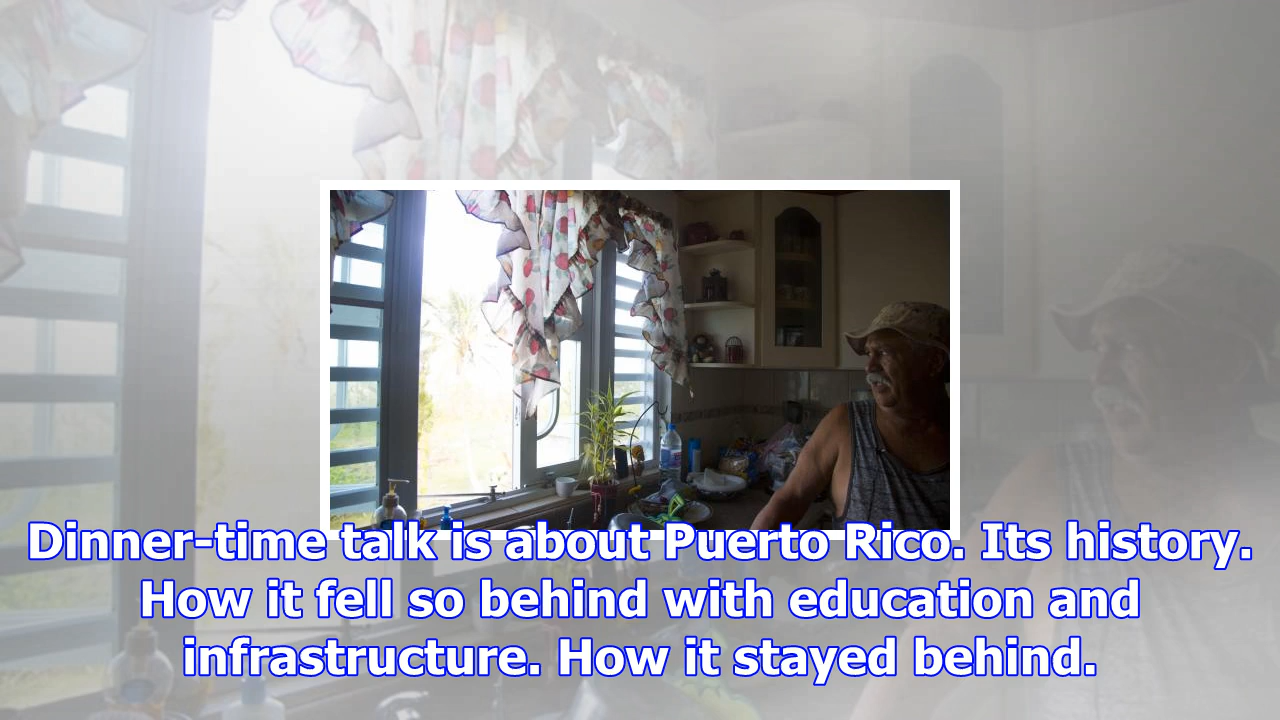 Dinner-time talk is about Puerto Rico. Its history.
How it fell so behind with education and
infrastructure. How it stayed behind.